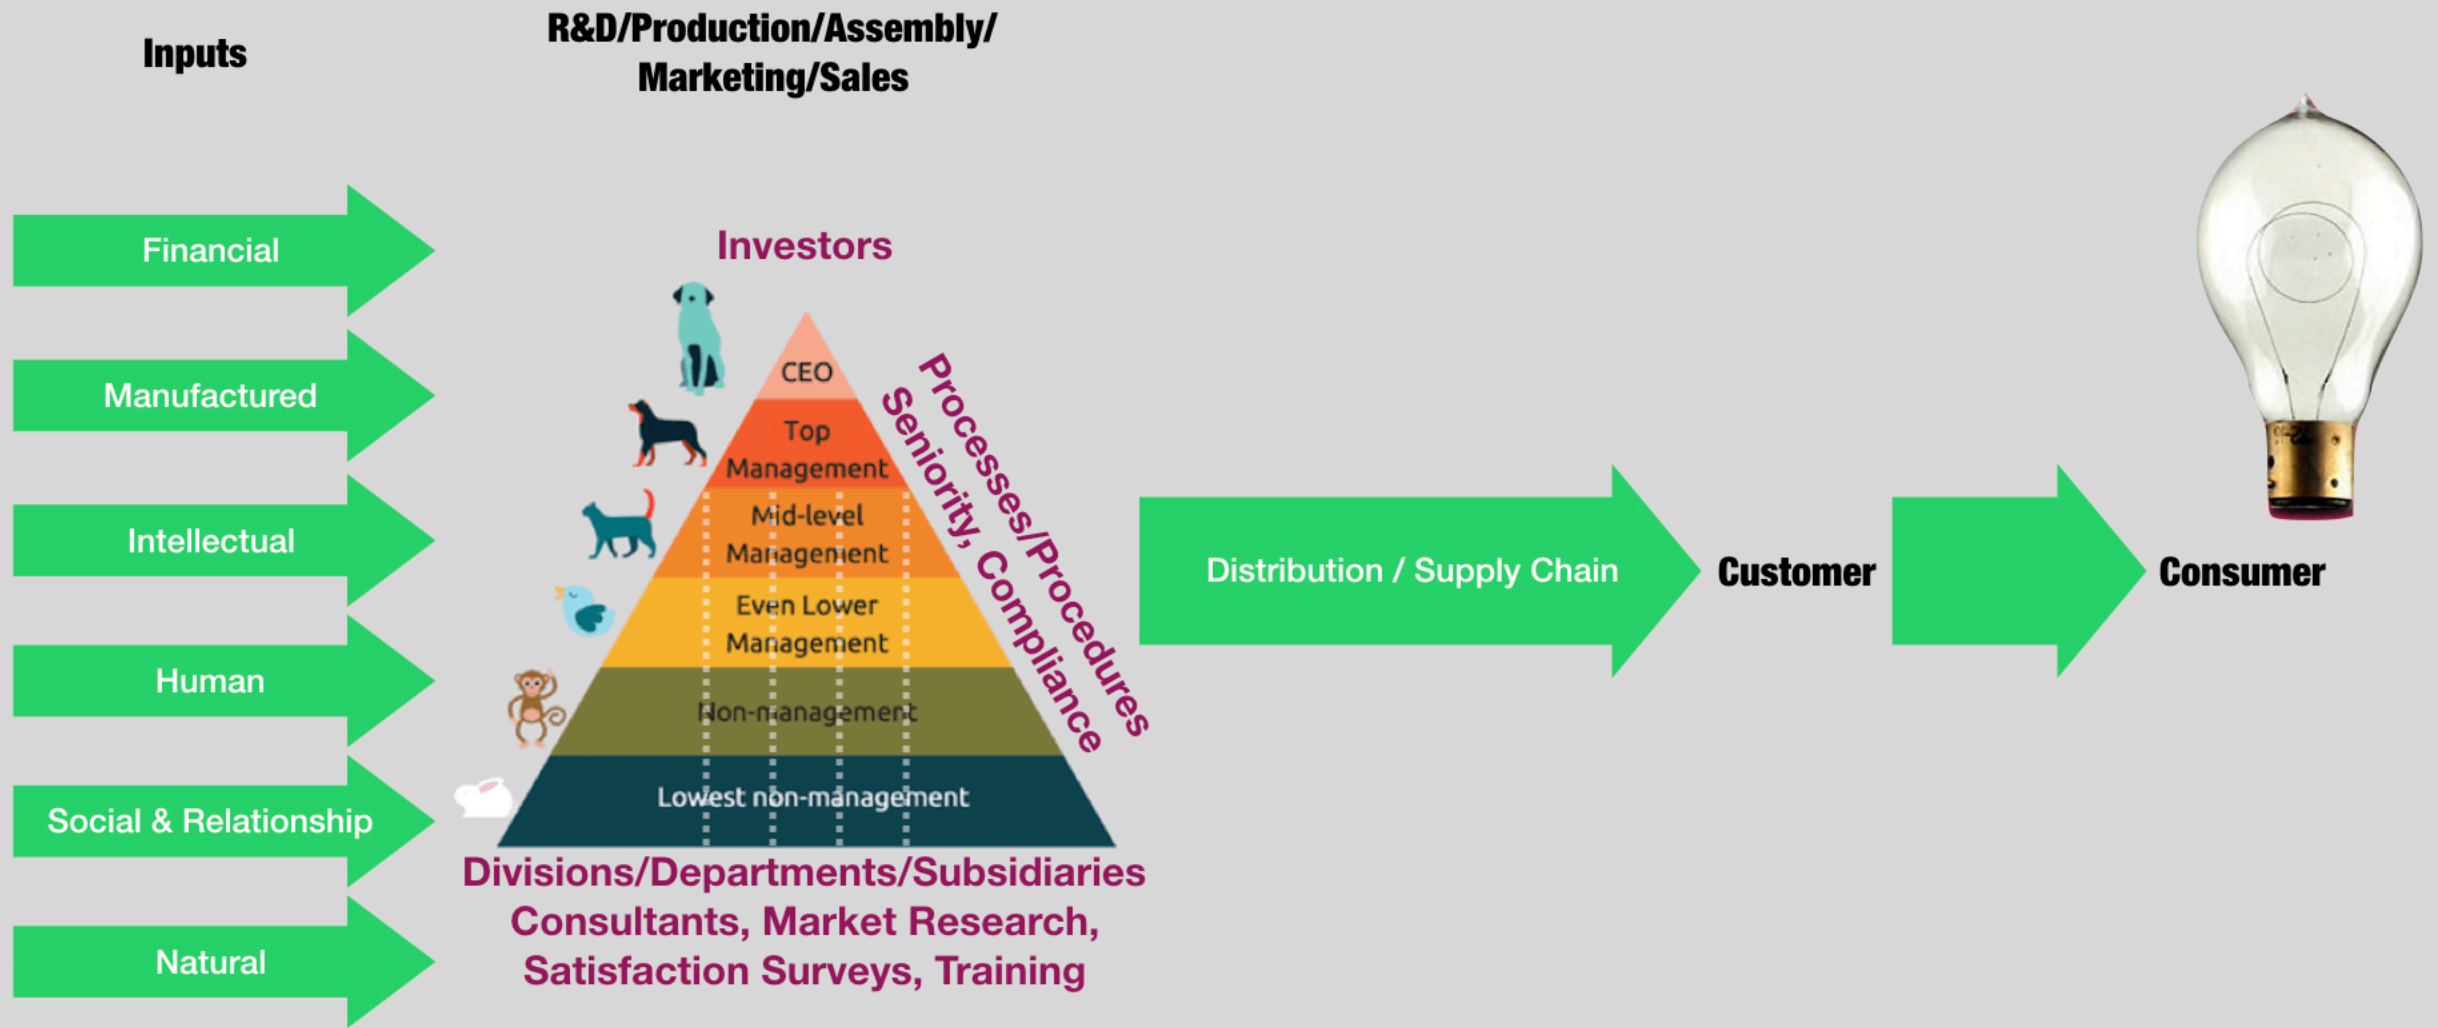 Inputs
R&D/Production/Assembly/
Marketing/Sales
Financial
Manufactured
Intellectual
Human
Social & Relationship
Natural
Investors
CEO
Top
Management
Mid-level
Management
Even Lower
Management
Non-management
Lowest non-management
Processes/Procedures
Seniority, Compliance
Divisions/Departments/Subsidiaries
Consultants, Market Research,
Satisfaction Surveys, Training
Distribution / Supply Chain
Customer
Consumer